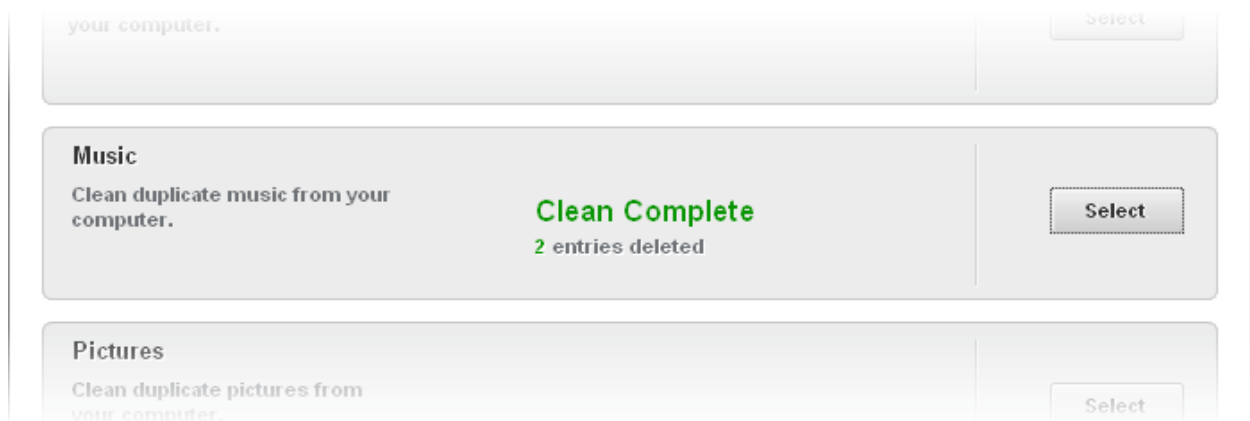 your computer.
Select
Music
Clean duplicate music from your
computer.
Clean Complete
2 entries deleted
Select
Pictures
Clean duplicate pictures from
your computer.
Select